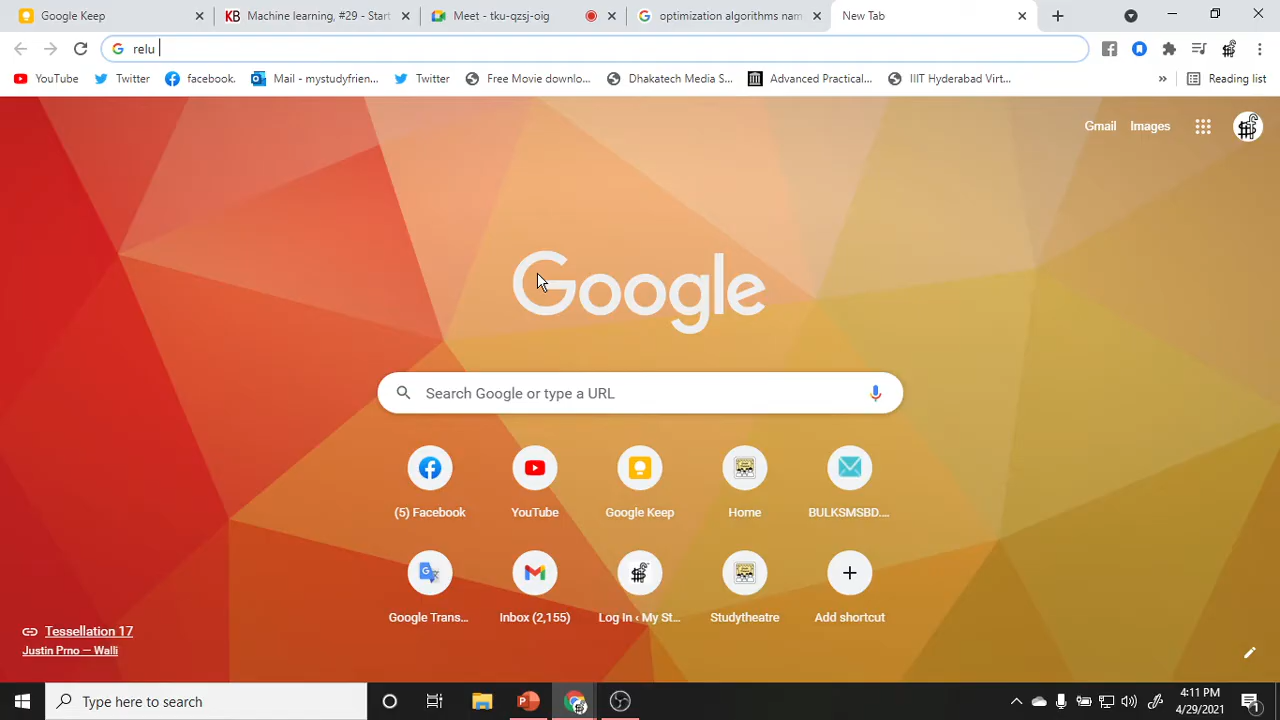 Google Keep
Machine learning, #29 - Start
Meet - tku-qzsj-oig
optimization algorithms nam
New Tab
relu
YouTube
Twitter
facebook.
Mail - mystudyfrien...
Twitter
Free Movie downlo...
Dhakatech Media S...
Advanced Practical...
IIIT Hyderabad Virt...
»
Reading list
Gmail
Images
Google
Search Google or type a URL
(5) Facebook
YouTube
Google Keep
Home
BULKSMSBD....
Google Trans...
Inbox (2,155)
Log In ‹ My St...
Studytheatre
Add shortcut
Tessellation 17
Justin Prno — Walli
Type here to search
4:11 PM
4/29/2021